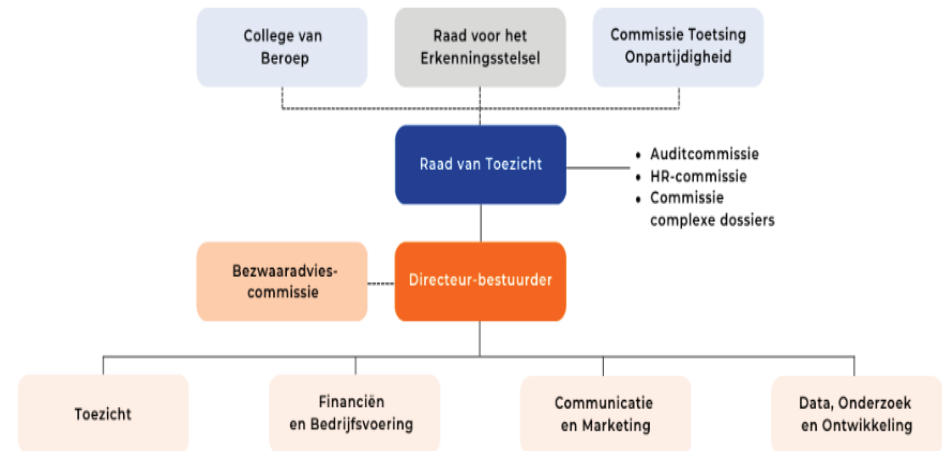 College van
Beroep
Raad voor het
Erkenningsstelsel
Commissie Toetsing
Onpartijdigheid
Raad van Toezicht
• Auditcommissie
• HR-commissie
• Commissie
complexe dossiers
Bezwaaradvies-
commissie
Directeur-bestuurder
Toezicht
Financiën
en Bedrijfsvoering
Communicatie
en Marketing
Data, Onderzoek
en Ontwikkeling